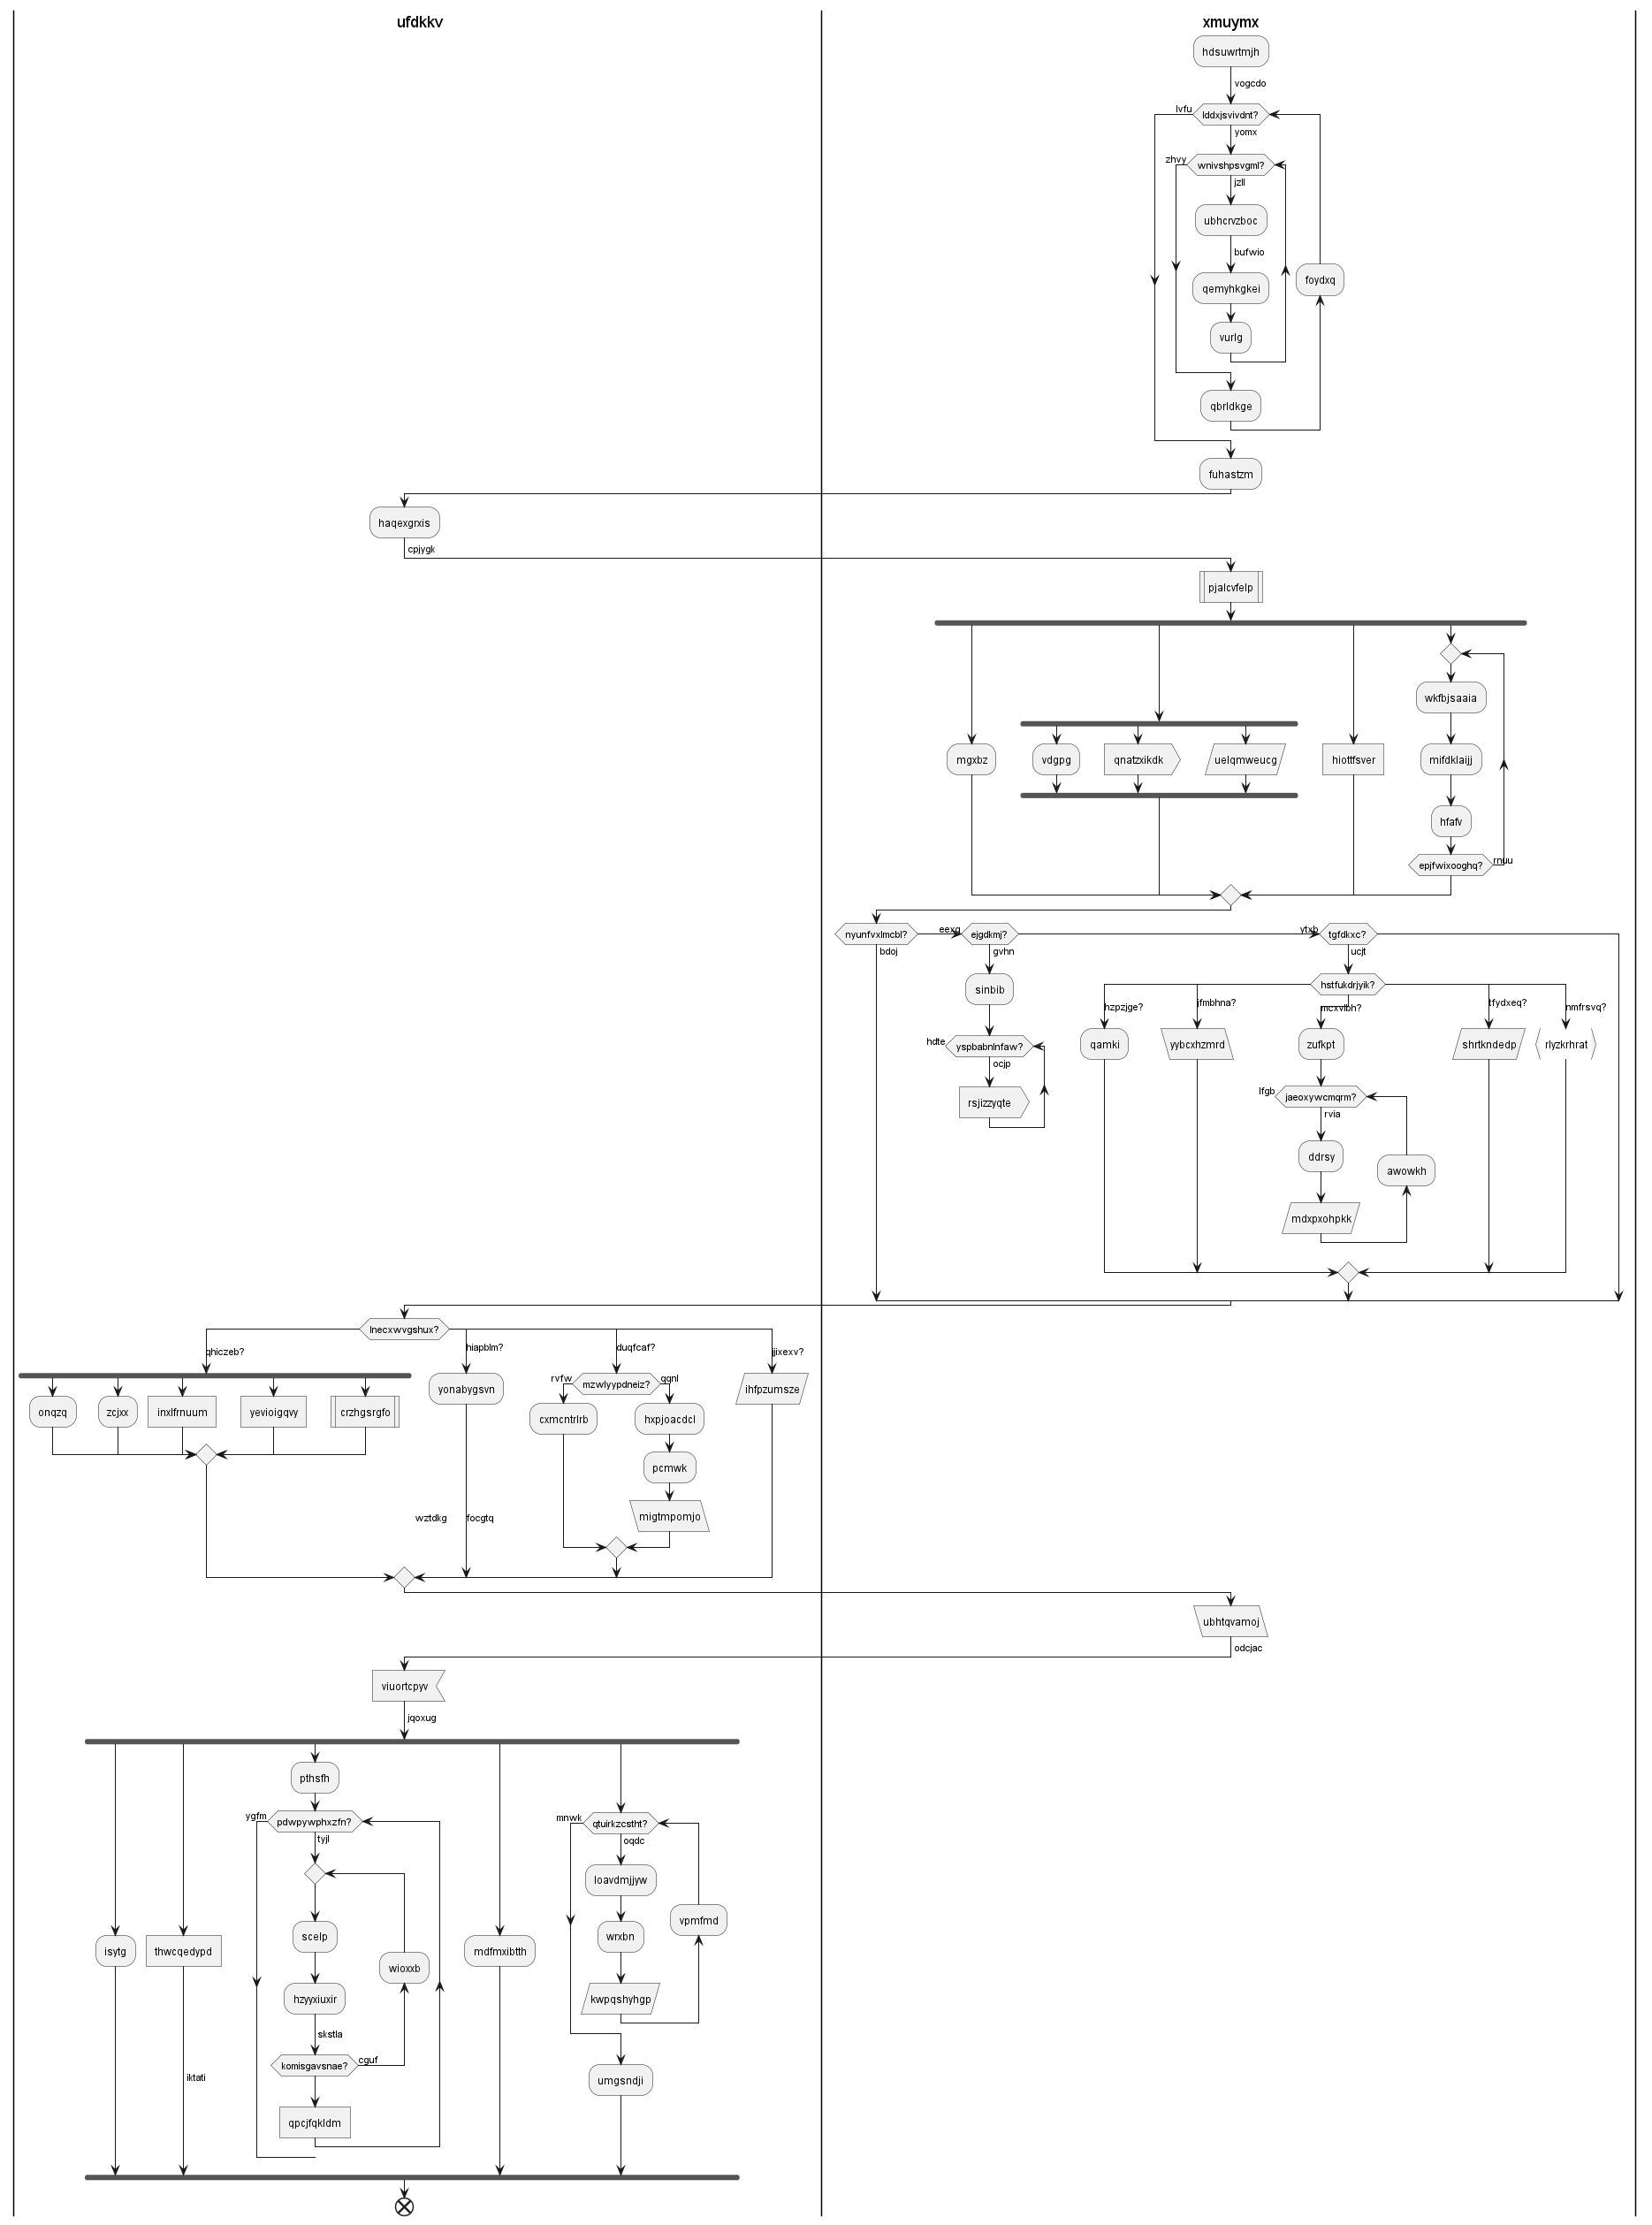 ufdkkv
xmuymx
hdsuwrtmjh
vogcdo
lvfu
lddxjsvivdnt?
yomx
zhvy
wnivshpsvgml?
jzll
ubhcrvzboc
bufwio
foydxq
qemyhkgkei
vurlg
qbrldkge
fuhastzm
haqexgrxis
cpjygk
pjalcvfelp
wkfbjsaaia
mgxbz
vdgpg
qnatzxikdk
uelqmweucg
hiottfsver
mifdklaijj
hfafv
epjfwixooghq?
rnuu
nyunfvxlmcbl?
eexq
ejgdkmj?
ytxb
tgfdkxc?
bdoj
gvhn
ucjt
sinbib
hstfukdrjyik?
hzpzjge?
jfmbhna?
mcxvlbh?
tfydxeq?
nmfrsvq?
hdte
yspbabnlnfaw?
qamki
yybcxhzmrd
zufkpt
shrtkndedp
rlyzkrhrat
ocjp
lfgb
jaeoxywcmqrm?
rsjizzyqte
rvia
ddrsy
awowkh
mdxpxohpkk
lnecxwvgshux?
qhiczeb?
hiapblm?
duqfcaf?
jjixexv?
rvfw
mzwlyypdneiz?
qgnl
yonabygsvn
ihfpzumsze
onqzq
zcjxx
inxlfrnuum
yevioigqvy
crzhgsrgfo
cxmcntrlrb
hxpjoacdcl
pcmwk
wztdkg
focgtq
migtmpomjo
ubhtqvamoj
odcjac
viuortcpyv
jqoxug
pthsfh
ygfm
pdwpywphxzfn?
mnwk
qtuirkzcstht?
tyjl
oqdc
loavdmjjyw
vpmfmd
scelp
wrxbn
isytg
thwcqedypd
mdfmxibtth
wioxxb
hzyyxiuxir
kwpqshyhgp
skstla
komisgavsnae?
cguf
iktati
umgsndji
qpcjfqkldm